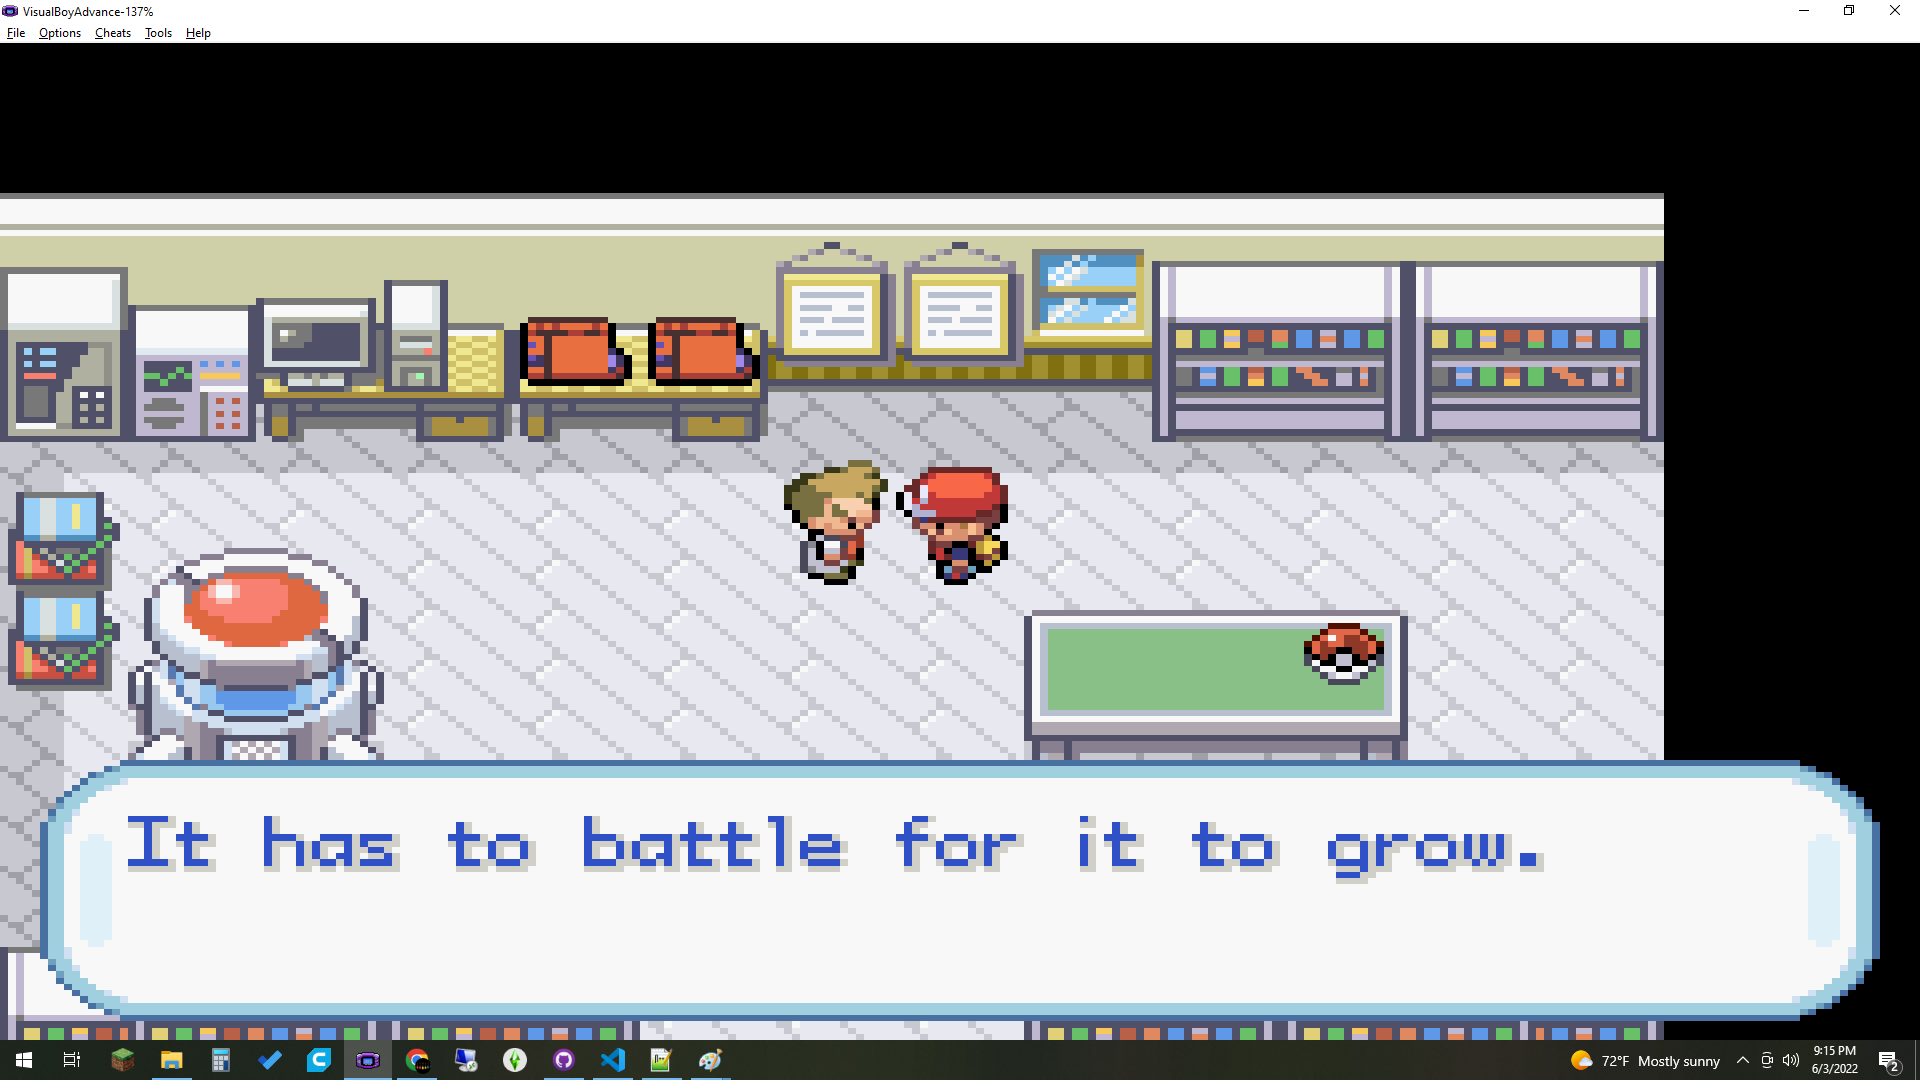 VisualBoyAdvance-137%
File Options Cheats Tools Help
It has to battle for it to grow.
72°F Mostly sunny
9:15 PM
6/3/2022
2